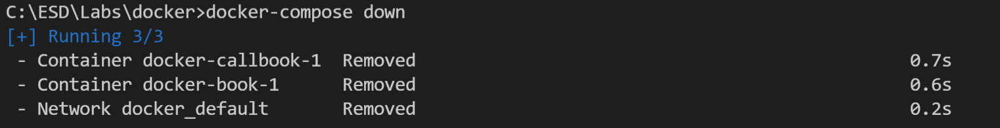 C:\ESD\Labs\docker>docker-compose down
[+] Running 3/3
- Container docker-callbook-1 Removed 0.7s
- Container docker-book-1 Removed 0.6s
- Network docker_default Removed 0.2s